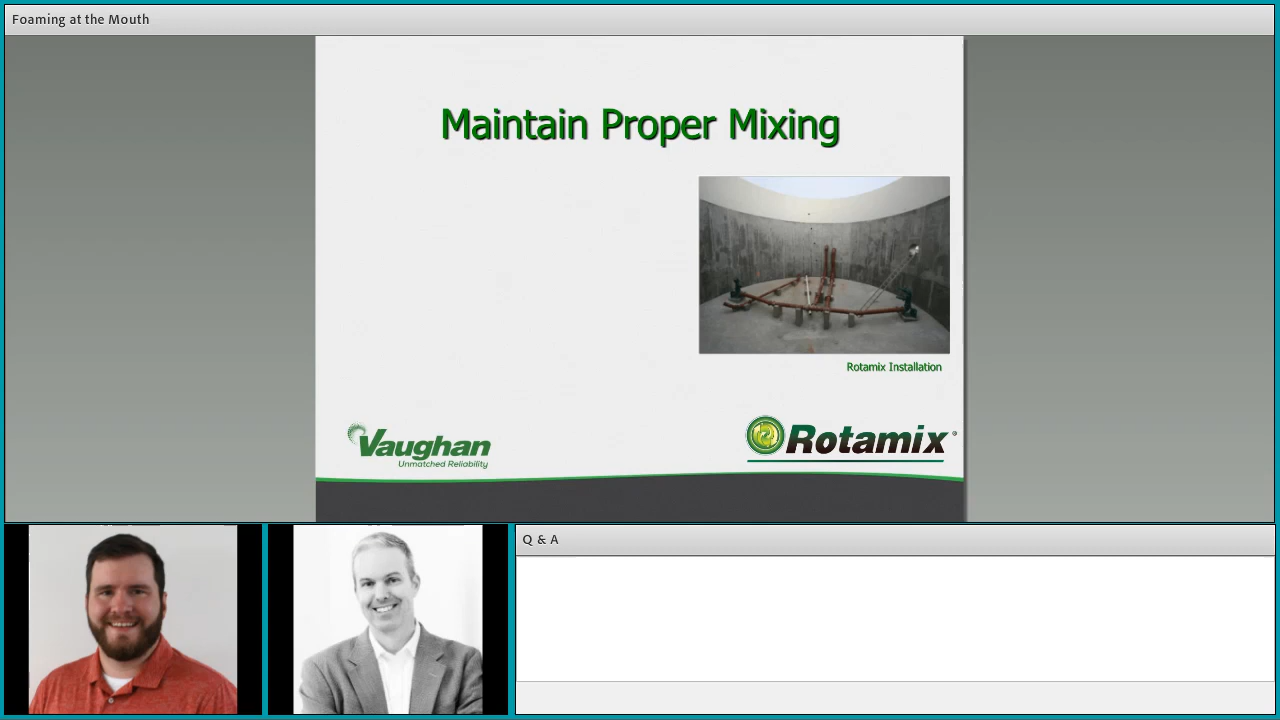 Foaming at the Mouth
Maintain Proper Mixing
Rotamix Installation
Vaughan
Unmatched Reliability
Rotamix®
Q & A